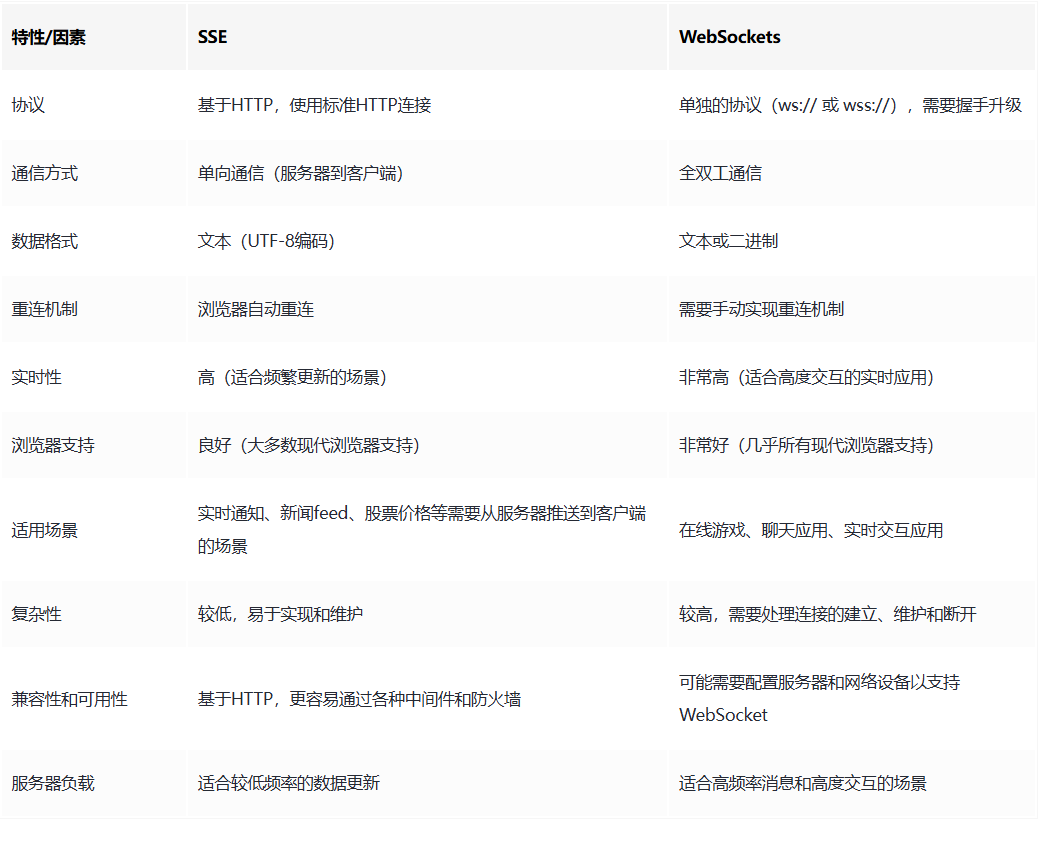 特性/因素 SSE WebSockets
协议 基于HTTP，使用标准HTTP连接 单独的协议（ws:// 或 wss://），需要握手升级
通信方式 单向通信（服务器到客户端） 全双工通信
数据格式 文本（UTF-8编码） 文本或二进制
重连机制 浏览器自动重连 需要手动实现重连机制
实时性 高（适合频繁更新的场景） 非常高（适合高度交互的实时应用）
浏览器支持 良好（大多数现代浏览器支持） 非常好（几乎所有现代浏览器支持）
适用场景 实时通知、新闻feed、股票价格等需要从服务器推送到客户端
的场景 在线游戏、聊天应用、实时交互应用
复杂性 较低，易于实现和维护 较高，需要处理连接的建立、维护和断开
兼容性和可用性 基于HTTP，更容易通过各种中间件和防火墙 可能需要配置服务器和网络设备以支持
WebSocket
服务器负载 适合较低频率的数据更新 适合高频率消息和高度交互的场景